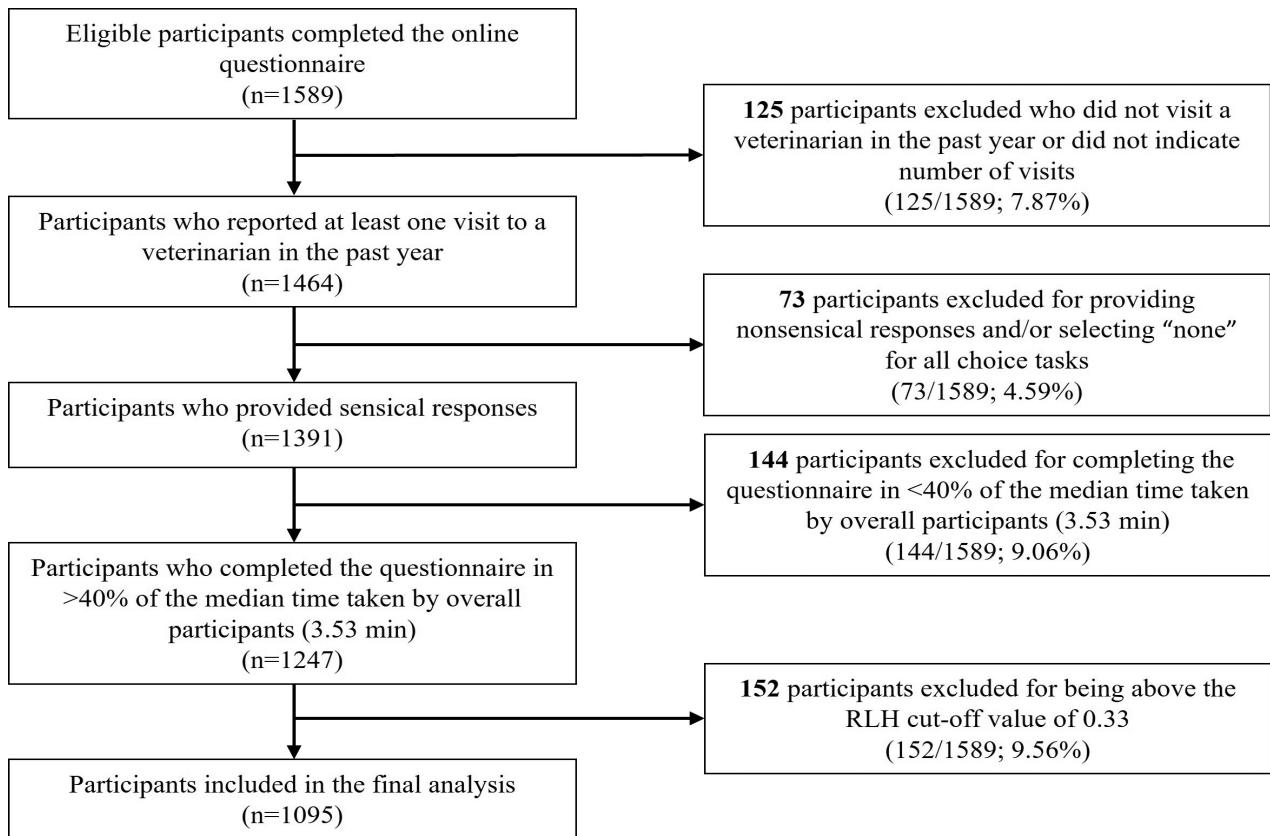 Eligible participants completed the online
questionnaire
(n=1589)
125 participants excluded who did not visit a
veterinarian in the past year or did not indicate
number of visits
(125/1589; 7.87%)
Participants who reported at least one visit to a
veterinarian in the past year
(n=1464)
73 participants excluded for providing
nonsensical responses and/or selecting “none”
for all choice tasks
(73/1589; 4.59%)
Participants who provided sensical responses
(n=1391)
144 participants excluded for completing the
questionnaire in <40% of the median time taken
by overall participants (3.53 min)
(144/1589; 9.06%)
Participants who completed the questionnaire in
>40% of the median time taken by overall
participants (3.53 min)
(n=1247)
152 participants excluded for being above the
RLH cut-off value of 0.33
(152/1589; 9.56%)
Participants included in the final analysis
(n=1095)